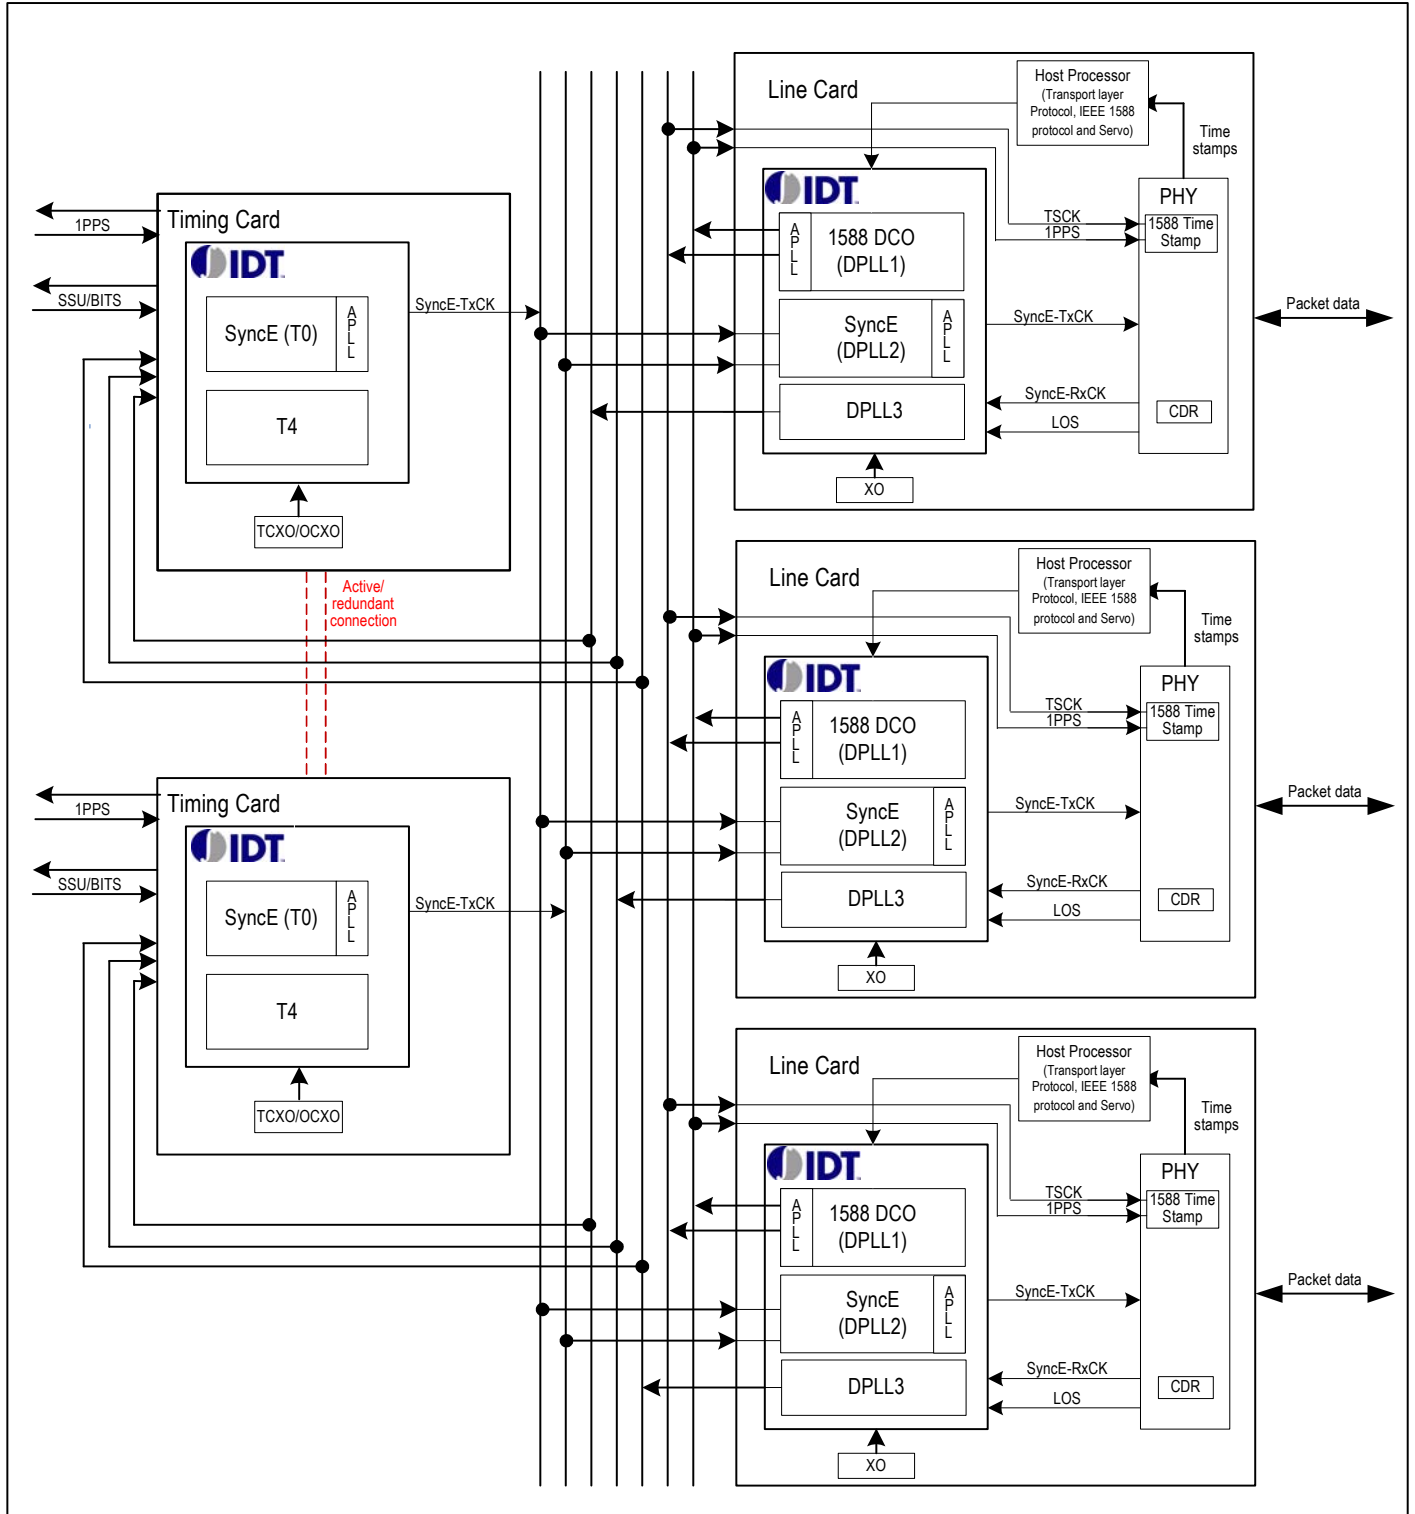 Timing Card
IDT
1PPS
SSU/BITS
SyncE (T0)
APLL
SyncE-TxCK
T4
TCXO/OCXO
Active/
redundant
connection
Timing Card
IDT
1PPS
SSU/BITS
SyncE (T0)
APLL
SyncE-TxCK
T4
TCXO/OCXO
Line Card
Host Processor
(Transport layer
Protocol, IEEE 1588
protocol and Servo)
Time
stamps
IDT
PHY
APLL
1588 DCO
(DPLL1)
TSCK
1PPS
1588 Time
Stamp
SyncE
(DPLL2)
APLL
SyncE-TxCK
Packet data
DPLL3
SyncE-RxCK
LOS
CDR
XO
Line Card
Host Processor
(Transport layer
Protocol, IEEE 1588
protocol and Servo)
Time
stamps
IDT
PHY
APLL
1588 DCO
(DPLL1)
TSCK
1PPS
1588 Time
Stamp
SyncE
(DPLL2)
APLL
SyncE-TxCK
Packet data
DPLL3
SyncE-RxCK
LOS
CDR
XO
Line Card
Host Processor
(Transport layer
Protocol, IEEE 1588
protocol and Servo)
Time
stamps
IDT
PHY
APLL
1588 DCO
(DPLL1)
TSCK
1PPS
1588 Time
Stamp
SyncE
(DPLL2)
APLL
SyncE-TxCK
Packet data
DPLL3
SyncE-RxCK
LOS
CDR
XO